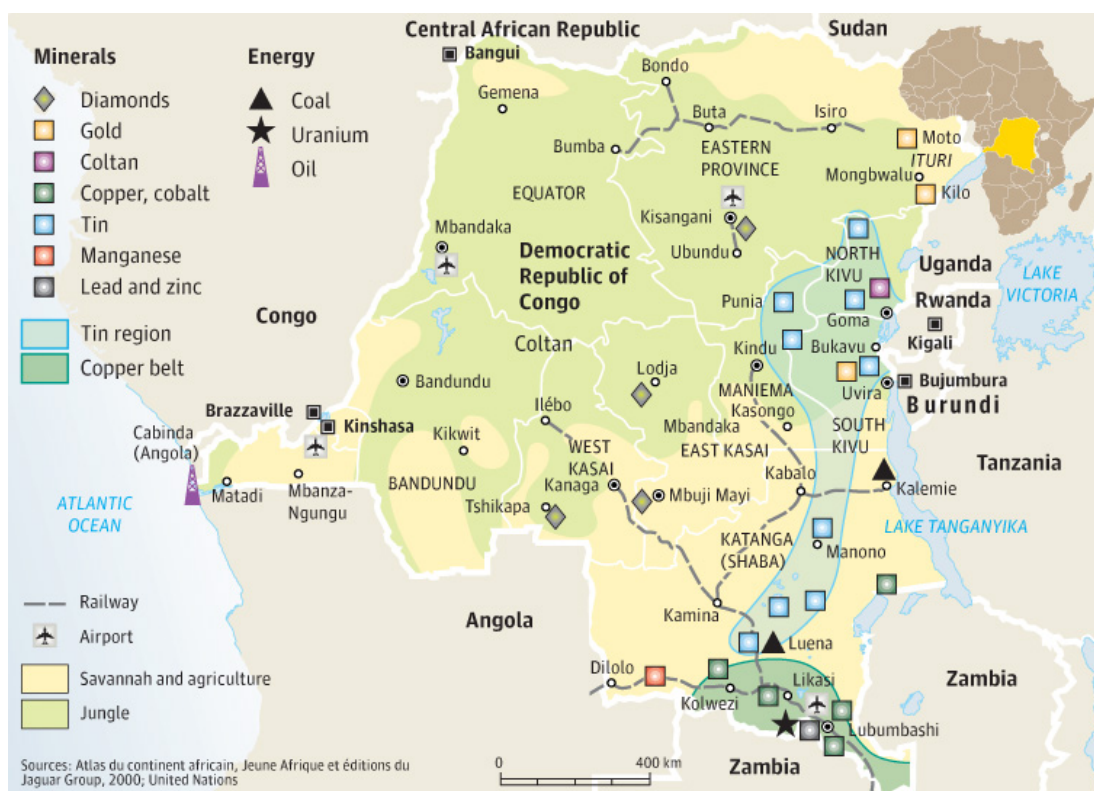 Minerals
Diamonds
Gold
Coltan
Copper, cobalt
Tin
Manganese
Lead and zinc
Tin region
Copper belt
Energy
Coal
Uranium
Oil
Central African Republic
Bangui
Sudan
Bondo
Gemena
Buta
Isiro
Bumba
EASTERN
PROVINCE
Moto
ITURI
Mongbwalu
Kilo
EQUATOR
Kisangani
Mbandaka
Ubundu
Democratic
Republic of
Congo
NORTH
KIVU
Uganda
LAKE
VICTORIA
Punia
Rwanda
Congo
Goma
Kigali
Coltan
Bukavu
Kindu
Lodja
Bandundu
MANIEMA
Uvira
Bujumbura
Burundi
Ilébo
Kasongo
Brazzaville
Kinshasa
Mbandaka
Cabinda
(Angola)
Kikwit
WEST
KASAI
EAST KASAI
SOUTH
KIVU
Tanzania
Kanaga
Kabalo
Matadi
Mbanza-
Ngungu
BANDUNDU
Mbuji Mayi
Kalemie
ATLANTIC
OCEAN
Tshikapa
LAKE TANGANYIKA
KATANGA
(SHABA)
Manono
Railway
Airport
Savannah and agriculture
Jungle
Angola
Kamina
Luena
Dilolo
Kolwezi
Likasi
Zambia
Lubumbashi
Zambia
0
400 km
Sources: Atlas du continent africain, Jeune Afrique et éditions du
Jaguar Group, 2000; United Nations